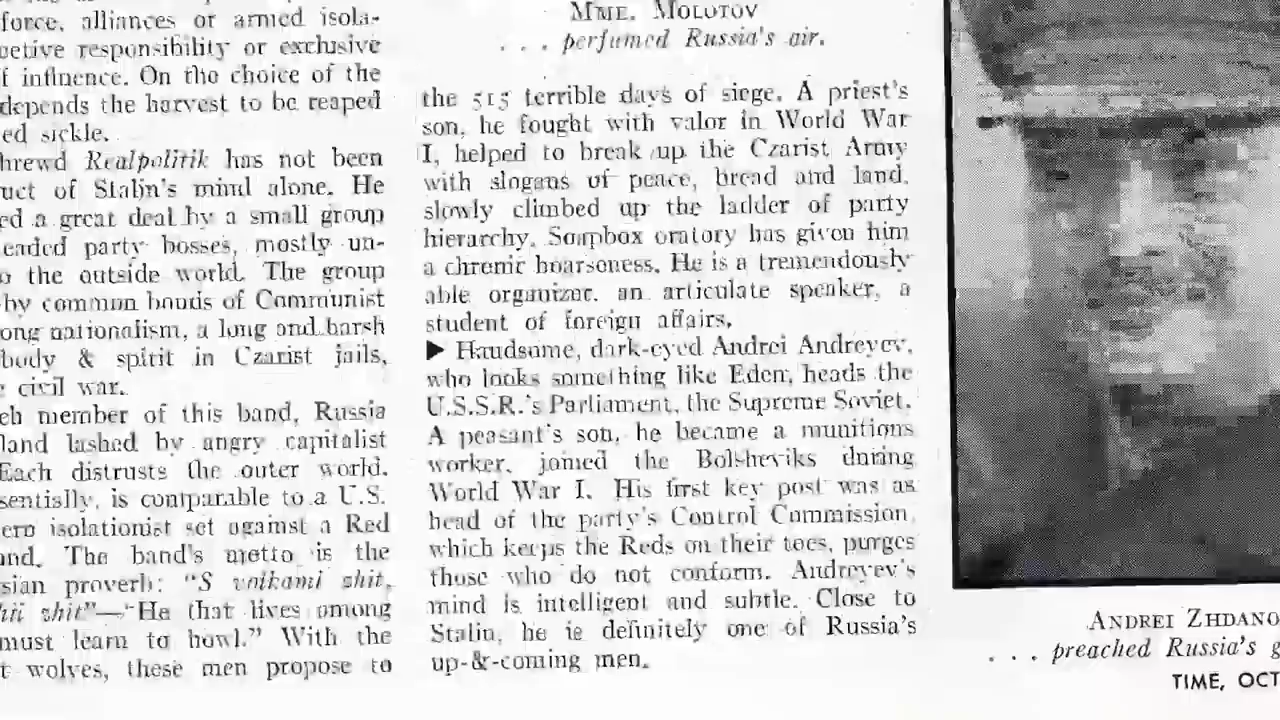 force, alliances or armed isola-
petive responsibility or exclusive
f influence. On the choice of the
depends the harvest to be reaped
ed sickle.
hrewd Realpolitik has not been
uct of Stalin's mind alone. He
ed a great deal by a small group
eaded party bosses, mostly un-
o the outside world. The group
by common bonds of Communist
ong nationalism, a long and harsh
body & spirit in Czarist jails,
civil war.
ch member of this band, Russia
land lashed by angry capitalist
Each distrusts the outer world.
sentially, is comparable to a U.S.
ern isolationist set against a Red
and. The band's motto is the
sian proverb: "S volkami zhit,
"—"He that lives among
must learn to howl." With the
t wolves, these men propose to
MME. MOLOTOV
. . . perfumed Russia's air.
the 515 terrible days of siege. A priest's
son, he fought with valor in World War
I, helped to break up the Czarist Army
with slogans of peace, bread and land,
slowly climbed up the ladder of party
hierarchy. Soapbox oratory has given him
a chronic hoarseness. He is a tremendously
able organizer, an articulate speaker, a
student of foreign affairs.
▶ Handsome, dark-eyed Andrei Andreyev,
who looks something like Eden, heads the
U.S.S.R.'s Parliament, the Supreme Soviet.
A peasant's son, he became a munitions
worker, joined the Bolsheviks during
World War I. His first key post was as
head of the party's Control Commission,
which keeps the Reds on their toes, purges
those who do not conform. Andreyev's
mind is intelligent and subtle. Close to
Stalin, he is definitely one of Russia's
up-&-coming men.
ANDREI ZHDANO
. . . preached Russia's g
TIME, OCT